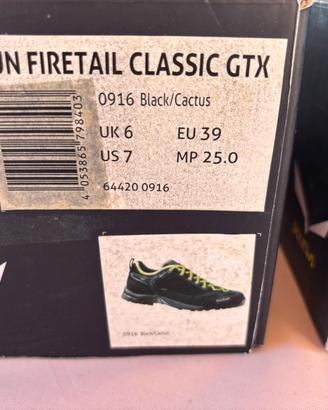 UN FIRETAIL CLASSIC GTX
0916 Black/Cactus
UK 6 EU 39
US 7 MP 25.0
4 053865 798403
64420 0916
0916 Black/Cactus